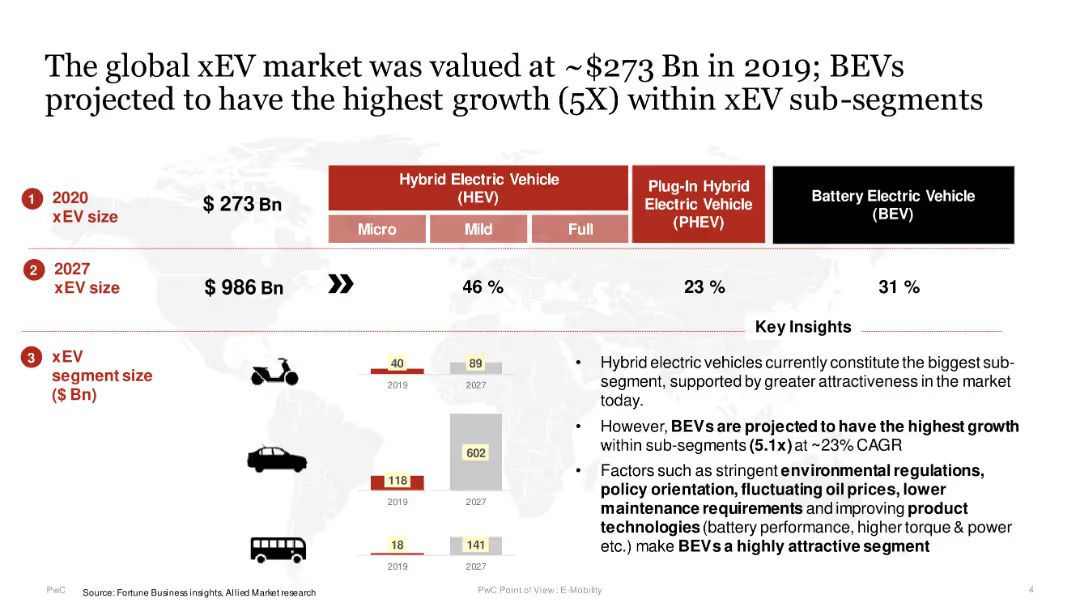 The global xEV market was valued at ~$273 Bn in 2019; BEVs
projected to have the highest growth (5X) within xEV sub-segments
1
2020
xEV size
$ 273 Bn
Hybrid Electric Vehicle
(HEV)
Micro
Mild
Full
Plug-In Hybrid
Electric Vehicle
(PHEV)
Battery Electric Vehicle
(BEV)
2
2027
xEV size
$ 986 Bn
»
46 %
23 %
31 %
Key Insights
3
xEV
segment size
($ Bn)
40
89
2019
2027
118
602
2019
2027
18
141
2019
2027
• Hybrid electric vehicles currently constitute the biggest sub-
segment, supported by greater attractiveness in the market
today.
• However, BEVs are projected to have the highest growth
within sub-segments (5.1x) at ~23% CAGR
• Factors such as stringent environmental regulations,
policy orientation, fluctuating oil prices, lower
maintenance requirements and improving product
technologies (battery performance, higher torque & power
etc.) make BEVs a highly attractive segment
PwC
Source: Fortune Business insights, Allied Market research
PwC Point of View : E-Mobility
4